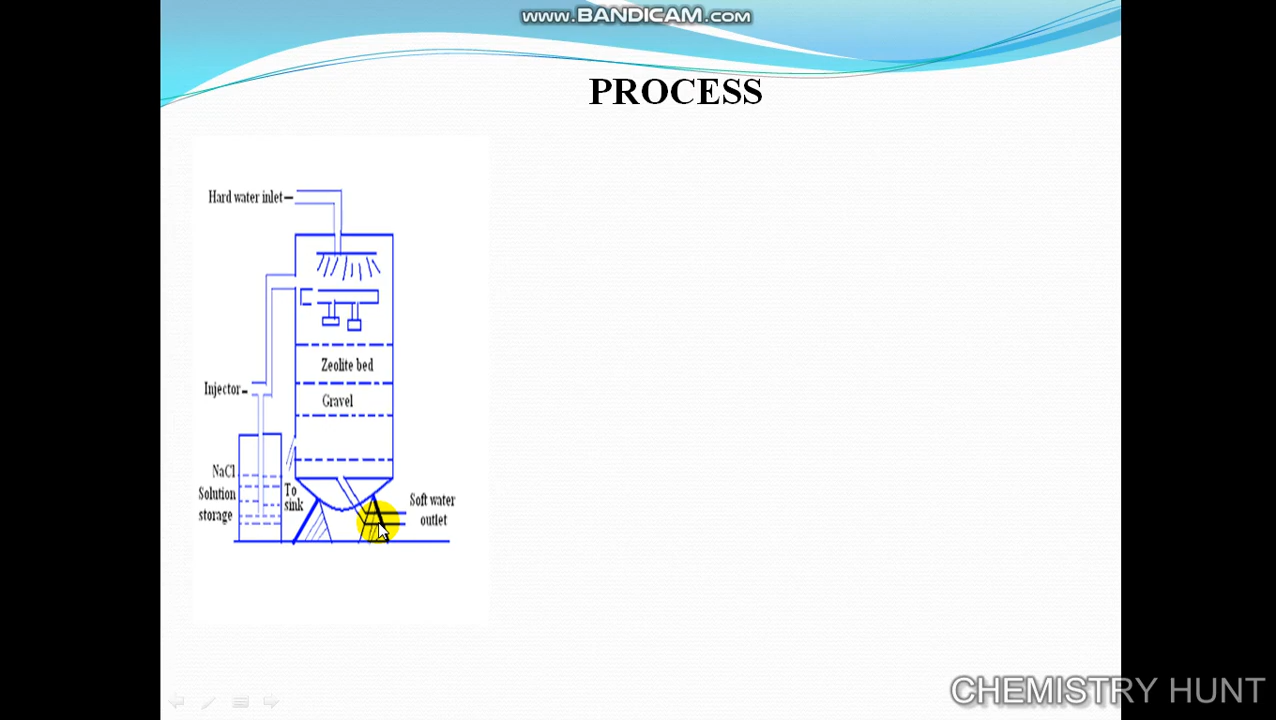 WWW.BANDICAM.COM
PROCESS
Hard water inlet
Zeolite bed
Injector
Gravel
NaCl
Solution
storage
To
sink
Soft water
outlet
CHEMISTRY HUNT